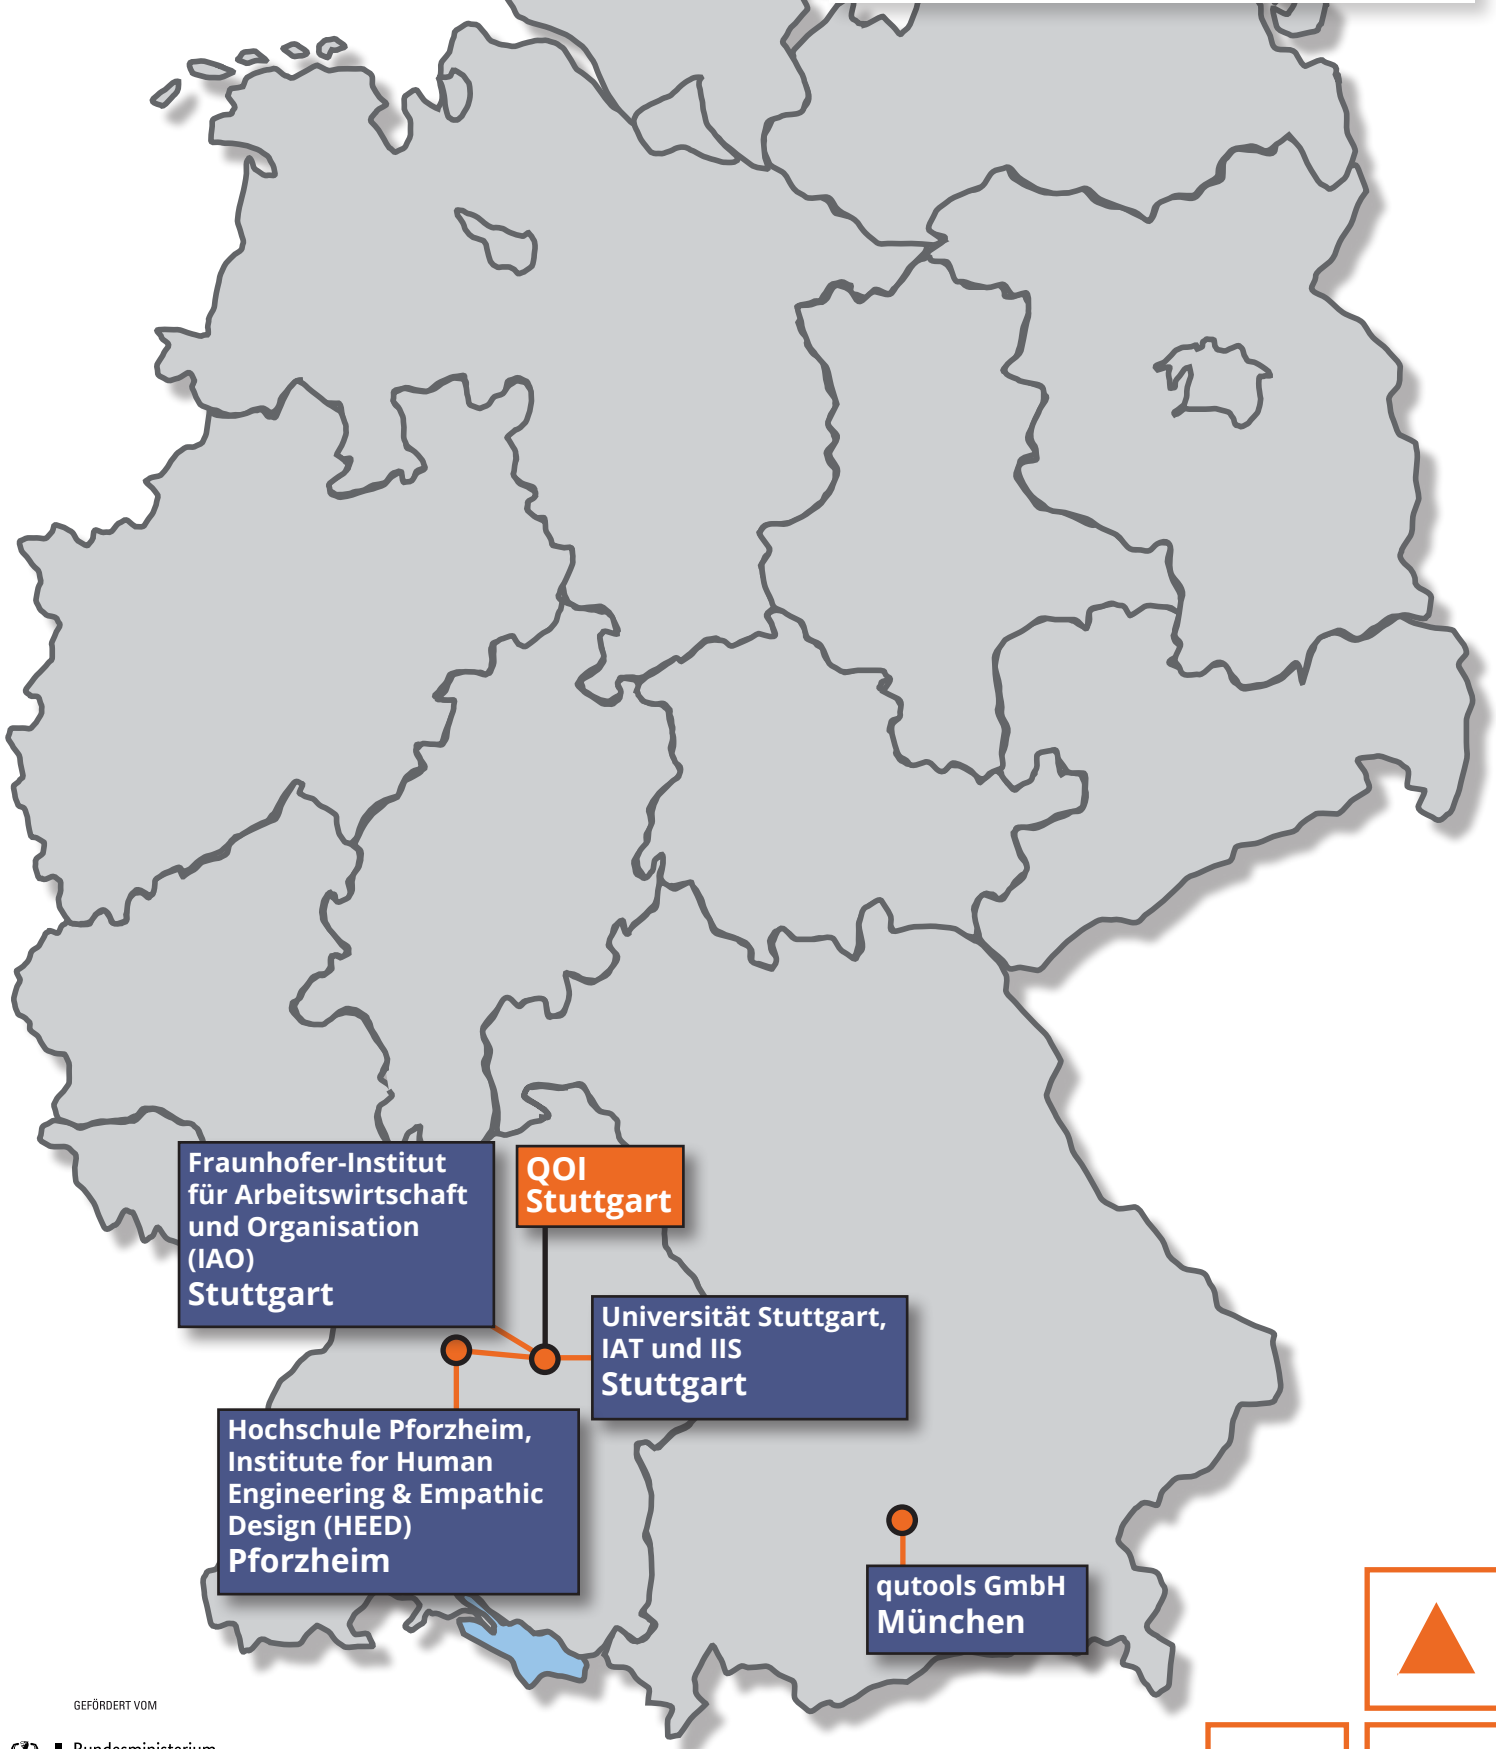 Fraunhofer-Institut
für Arbeitswirtschaft
und Organisation
(IAO)
Stuttgart
QOI
Stuttgart
Universität Stuttgart,
IAT und IIS
Stuttgart
Hochschule Pforzheim,
Institute for Human
Engineering & Empathic
Design (HEED)
Pforzheim
qutools GmbH
München
GEFÖRDERT VOM
Bundesministerium